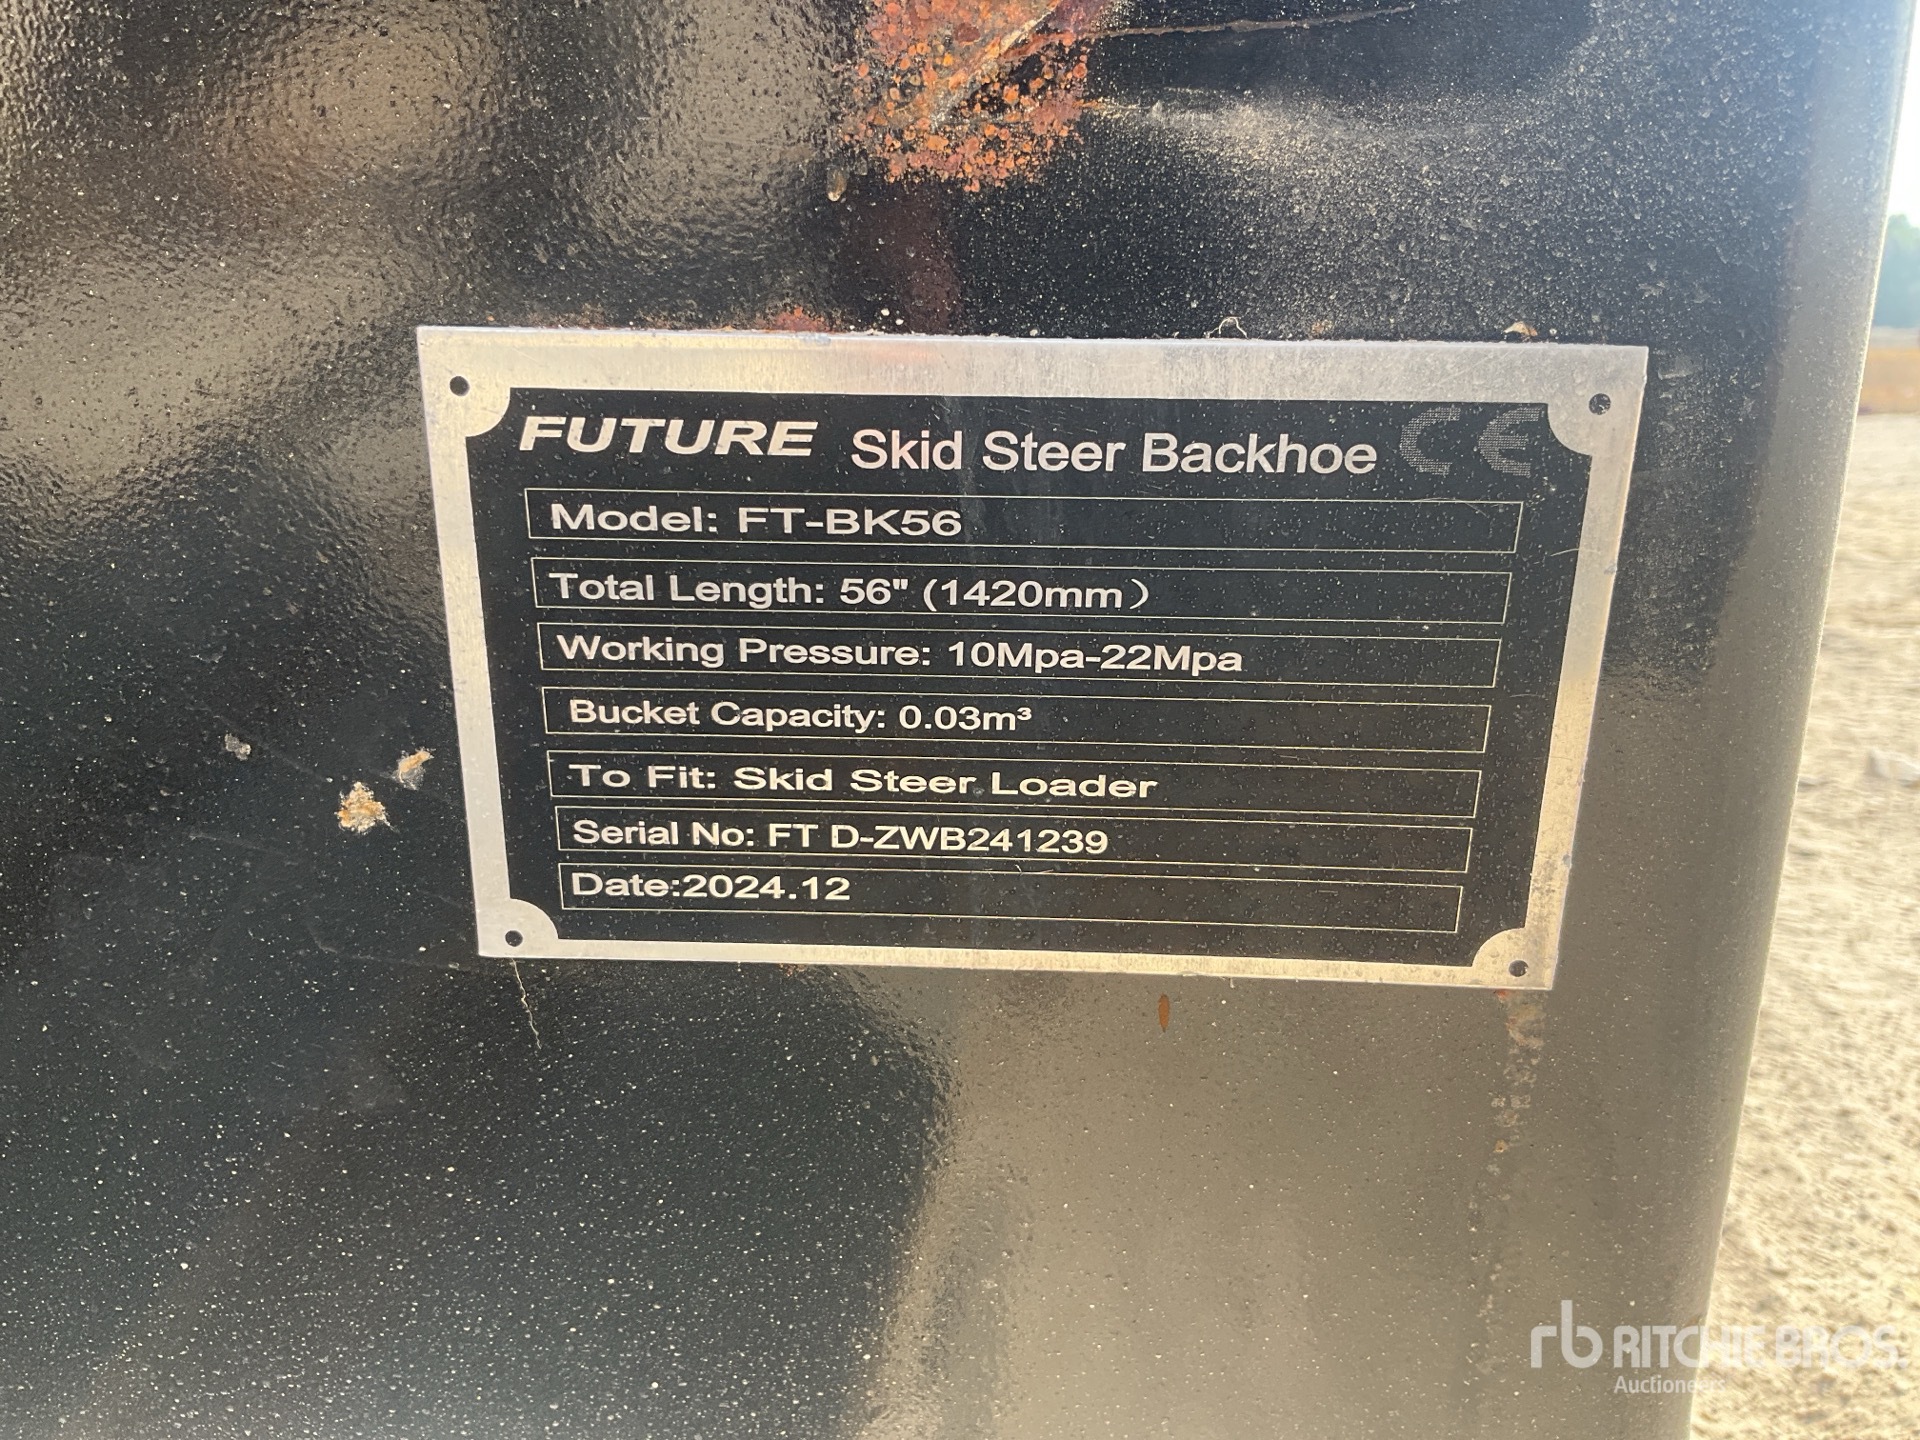 FUTURE Skid Steer Backhoe CE
Model: FT-BK56
Total Length: 56" (1420mm）
Working Pressure: 10Mpa-22Mpa
Bucket Capacity: 0.03m³
To Fit: Skid Steer Loader
Serial No: FT D-ZWB241239
Date:2024.12
rb RITCHIE BROS.
Auctioneers